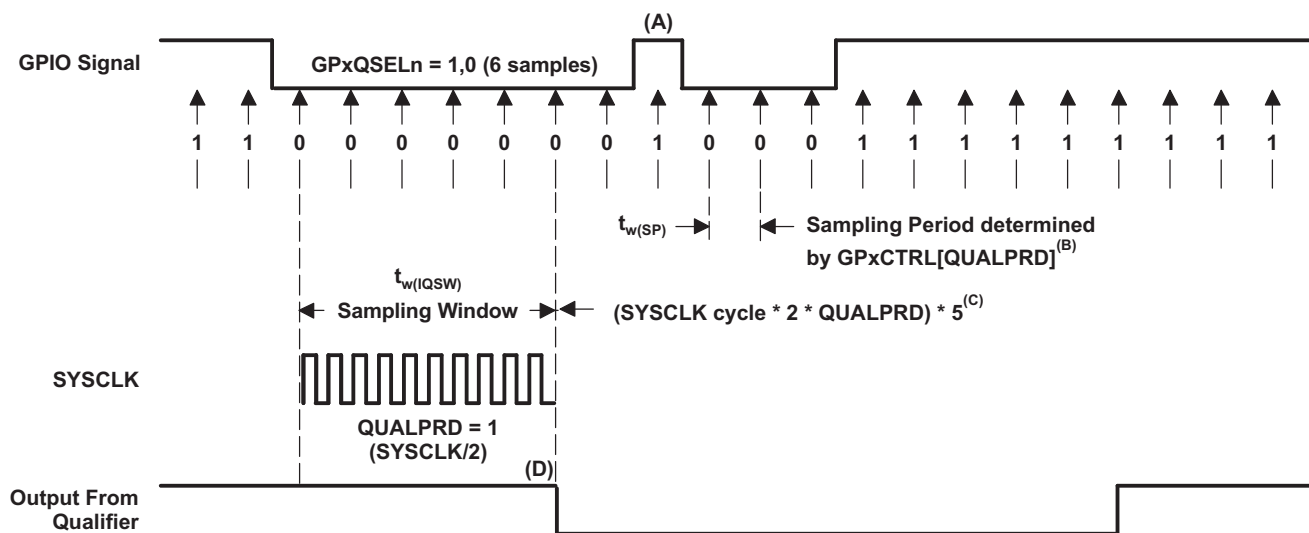 (A)
GPIO Signal
GPxQSELn = 1,0 (6 samples)
1 1 0 0 0 0 0 0 0 1 0 0 0 1 1 1 1 1 1 1 1 1
tw(SP)
Sampling Period determined
by GPxCTRL[QUALPRD](B)
tw(IQSW)
Sampling Window
(SYSCLK cycle * 2 * QUALPRD) * 5(C)
SYSCLK
QUALPRD = 1
(SYSCLK/2)
(D)
Output From
Qualifier